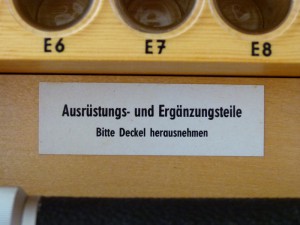 E6 E7 E8
Ausrüstungs- und Ergänzungsteile
Bitte Deckel herausnehmen